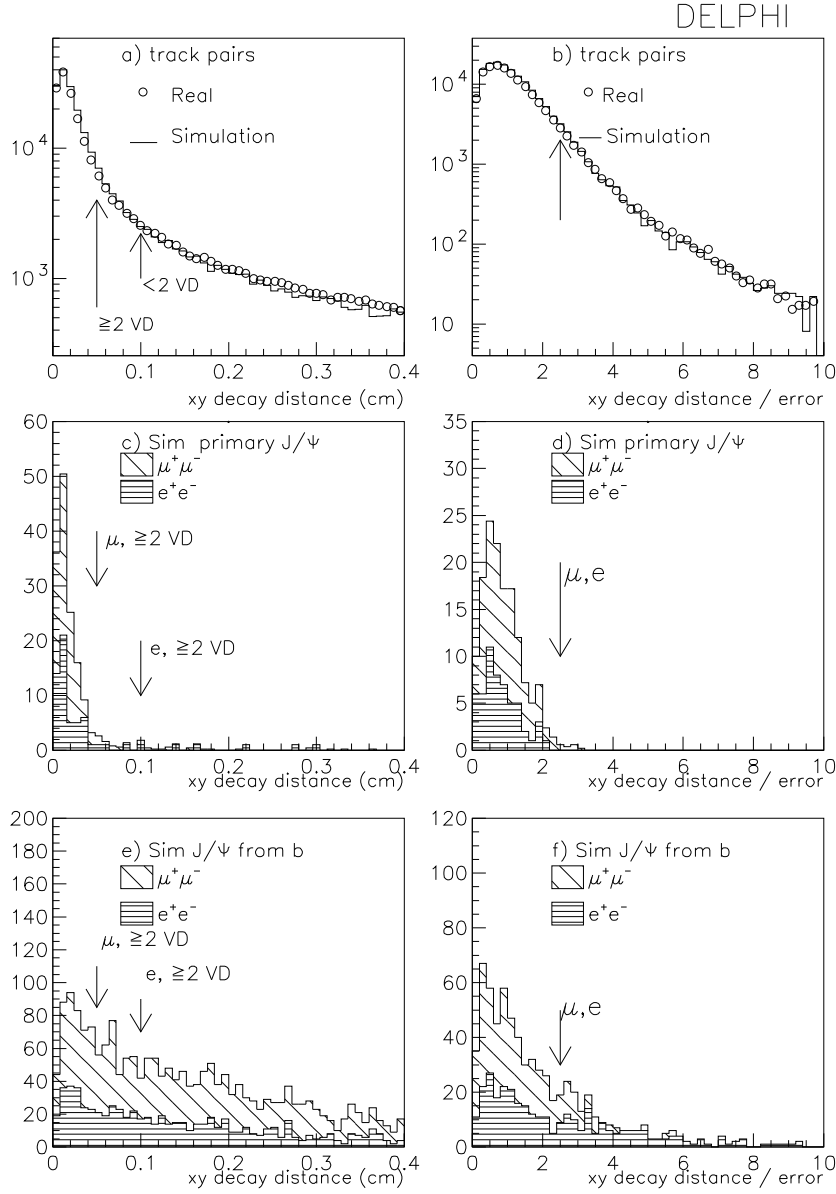 DELPHI
a) track pairs
Real
Simulation
10^4
10^3
≧2 VD
<2 VD
0 0.1 0.2 0.3 0.4
xy decay distance (cm)
b) track pairs
Real
Simulation
10^4
10^3
10^2
10
0 2 4 6 8 10
xy decay distance / error
c) Sim primary J/Ψ
μ⁺μ⁻
e⁺e⁻
μ, ≧2 VD
e, ≧2 VD
60
50
40
30
20
10
0
0 0.1 0.2 0.3 0.4
xy decay distance (cm)
d) Sim primary J/Ψ
μ⁺μ⁻
e⁺e⁻
μ,e
35
30
25
20
15
10
5
0
0 2 4 6 8 10
xy decay distance / error
e) Sim J/Ψ from b
μ⁺μ⁻
e⁺e⁻
μ, ≧2 VD
e, ≧2 VD
200
180
160
140
120
100
80
60
40
20
0
0 0.1 0.2 0.3 0.4
xy decay distance (cm)
f) Sim J/Ψ from b
μ⁺μ⁻
e⁺e⁻
μ,e
120
100
80
60
40
20
0
0 2 4 6 8 10
xy decay distance / error